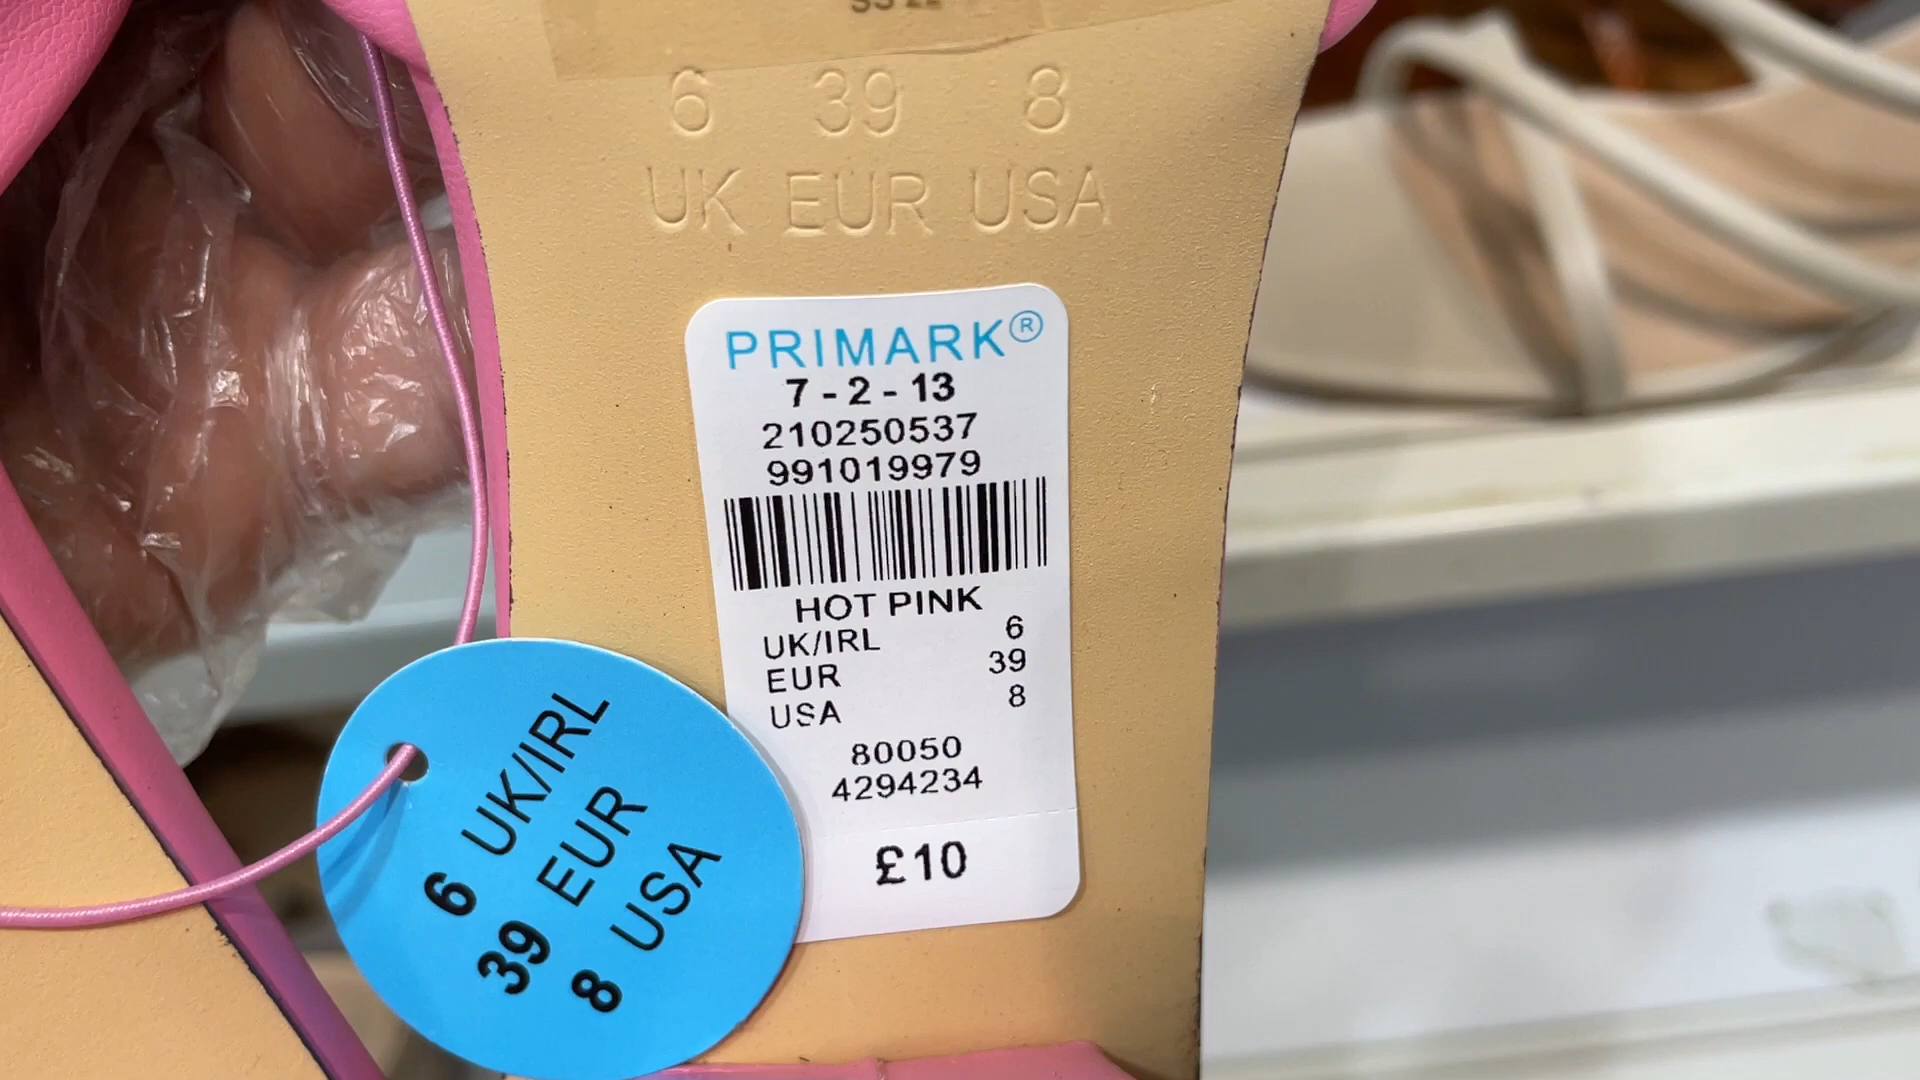 6 39 8
UK EUR USA
PRIMARK®
7 - 2 - 13
210250537
991019979
HOT PINK
UK/IRL 6
EUR 39
USA 8
80050
4294234
£10
6 UK/IRL
39 EUR
8 USA